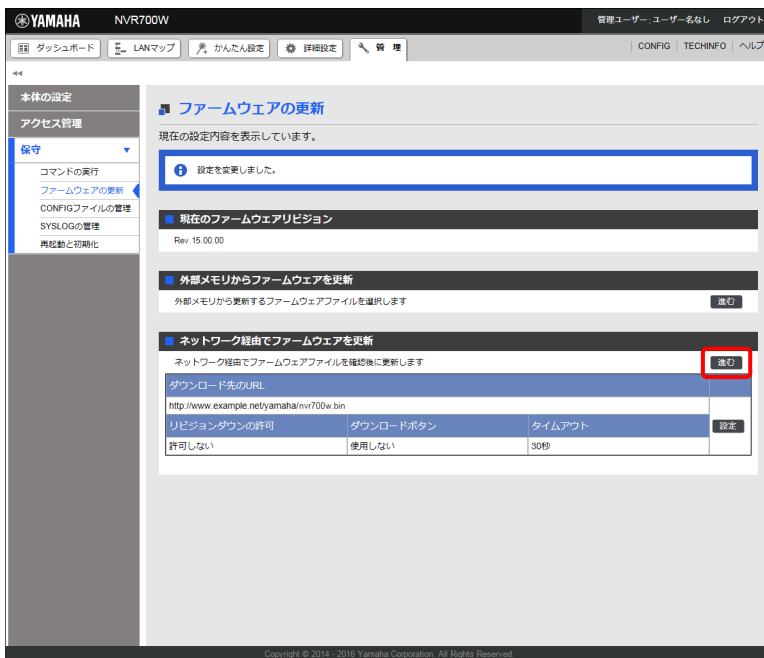 YAMAHA NVR700W 管理ユーザー:ユーザー名なし ログアウト
ダッシュボード LANマップ かんたん設定 詳細設定 管 理 CONFIG TECHINFO ヘルプ
本体の設定
アクセス管理
保守
コマンドの実行
ファームウェアの更新
CONFIGファイルの管理
SYSLOGの管理
再起動と初期化
ファームウェアの更新
現在の設定内容を表示しています。
設定を変更しました。
現在のファームウェアリビジョン
Rev.15.00.00
外部メモリからファームウェアを更新
外部メモリから更新するファームウェアファイルを選択します 進む
ネットワーク経由でファームウェアを更新
ネットワーク経由でファームウェアファイルを確認後に更新します 進む
ダウンロード先のURL
http://www.example.net/yamaha/nvr700w.bin
リビジョンダウンの許可 ダウンロードボタン タイムアウト 設定
許可しない 使用しない 30秒
Copyright © 2014 - 2016 Yamaha Corporation. All Rights Reserved.